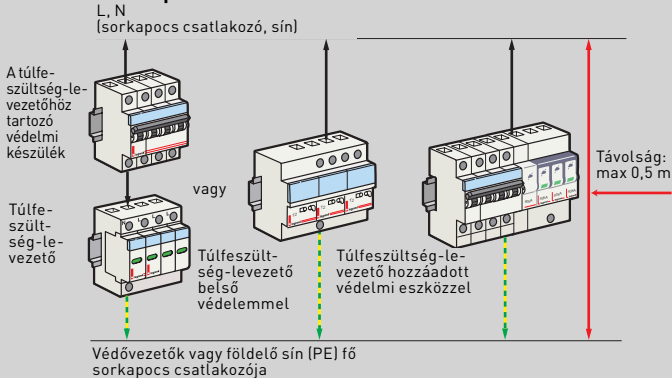 L, N
(sorkapocs csatlakozó, sín)
A túlfe-
szültség-le-
vezetőhöz
tartozó
védelmi
készülék
vagy
Túlfe-
szült-
ség-le-
vezető
Túlfeszült-
ség-levezető
belső
védelemmel
Túlfeszültség-le-
vezető hozzáadott
védelmi eszközzel
Távolság:
max 0,5 m
Védővezetők vagy földelő sín (PE) fő
sorkapocs csatlakozója